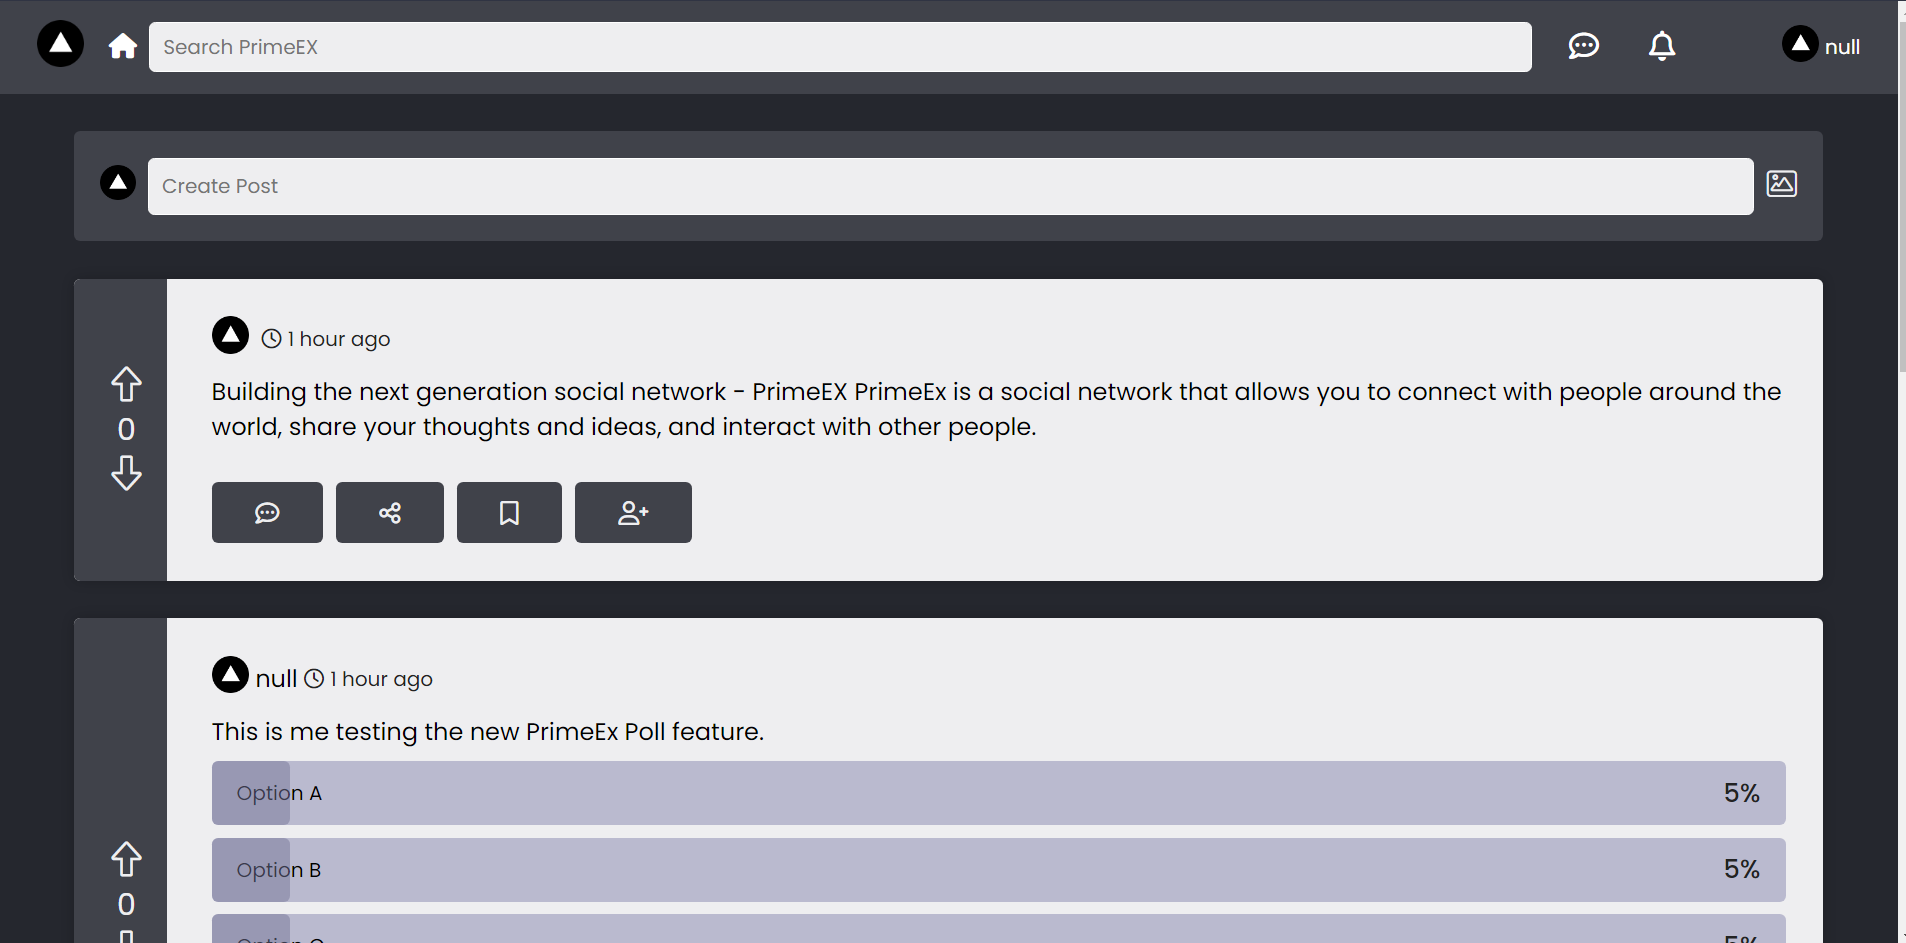 Search PrimeEX
null
Create Post
1 hour ago
Building the next generation social network - PrimeEX PrimeEx is a social network that allows you to connect with people around the
world, share your thoughts and ideas, and interact with other people.
0
null 1 hour ago
This is me testing the new PrimeEx Poll feature.
Option A 5%
Option B 5%
0
5%